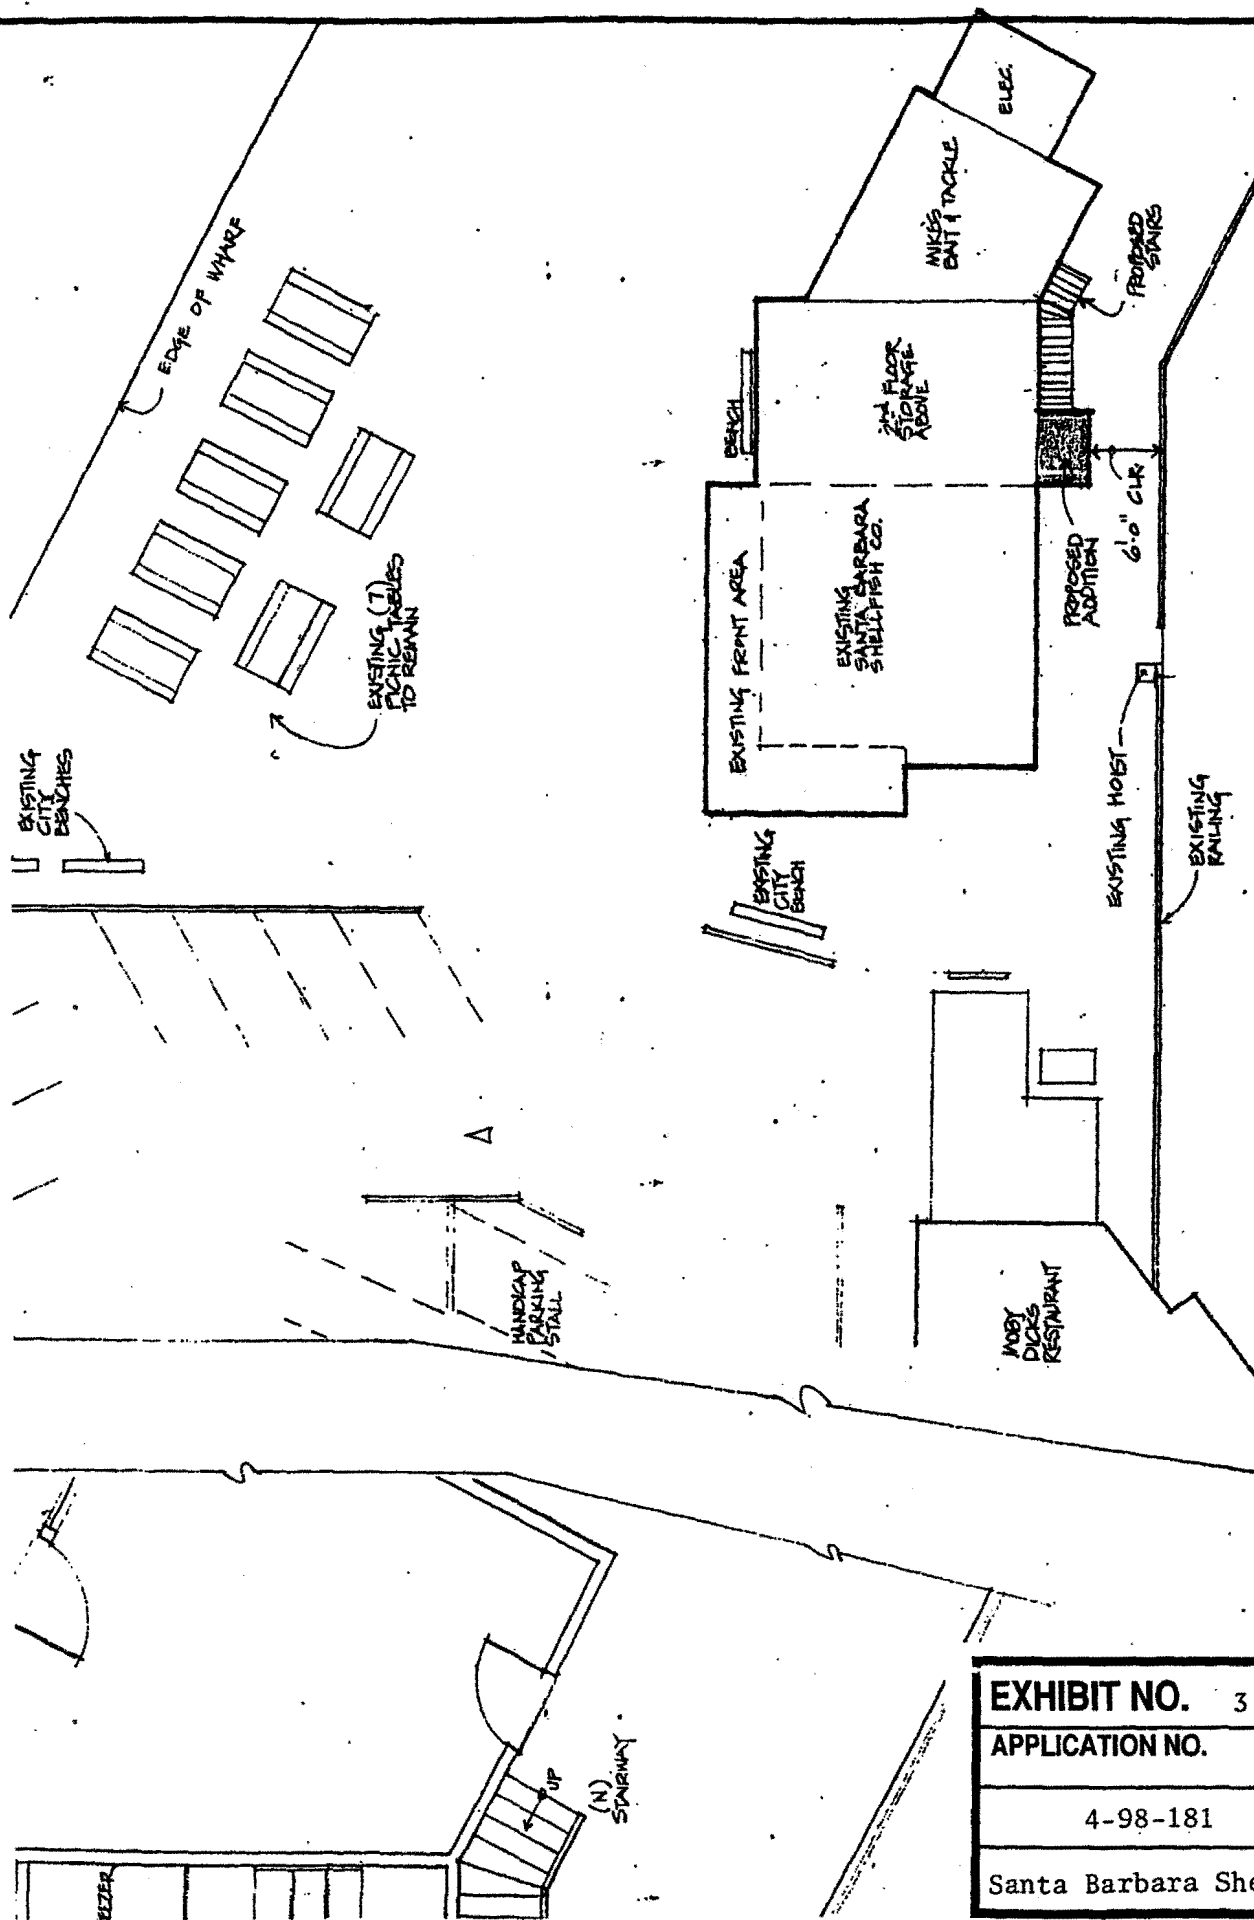 ELEC.
MIKE'S
BAIT & TACKLE
PROPOSED
STAIRS
EDGE OF WHARF
BENCH
2nd FLOOR
STORAGE
ABOVE
6'-0" CLR.
PROPOSED
ADDITION
EXISTING FRONT AREA
EXISTING
SANTA BARBARA
SHELLFISH CO.
EXISTING (7)
PICNIC TABLES
TO REMAIN
EXISTING
CITY
BENCHES
EXISTING
CITY
BENCH
EXISTING HOIST
EXISTING
RAILING
HANDICAP
PARKING
STALL
MOBY
DICKS
RESTAURANT
UP
(N)
STAIRWAY
EEZER
EXHIBIT NO. 3
APPLICATION NO.
4-98-181
Santa Barbara She